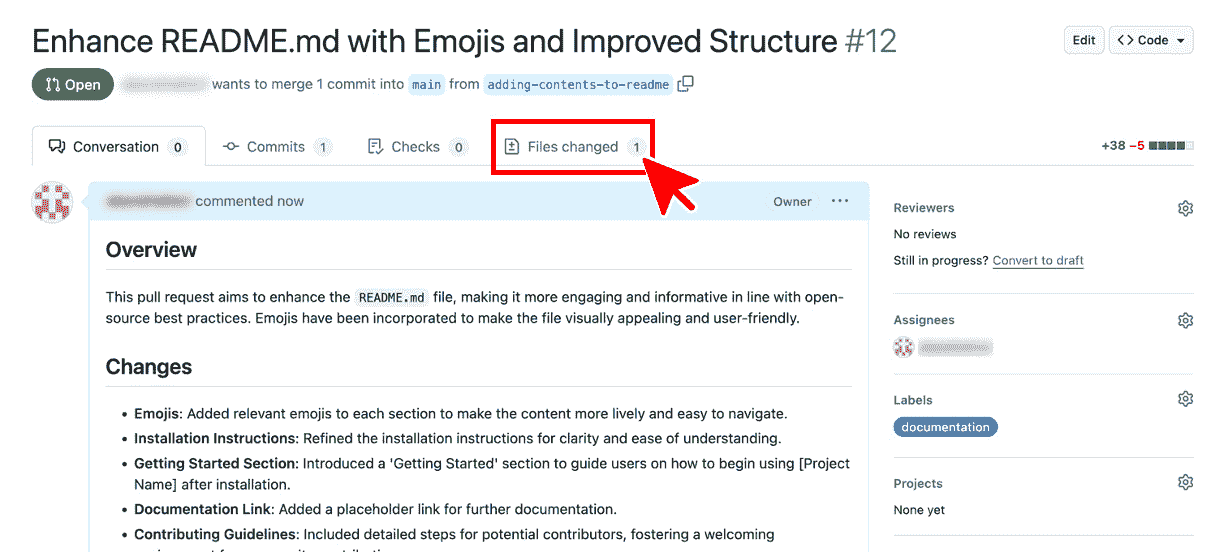 Enhance README.md with Emojis and Improved Structure #12
Edit
Code
Open
wants to merge 1 commit into main from adding-contents-to-readme
Conversation 0
Commits 1
Checks 0
Files changed 1
+38 −5
commented now
Owner
Overview
This pull request aims to enhance the README.md file, making it more engaging and informative in line with open-
source best practices. Emojis have been incorporated to make the file visually appealing and user-friendly.
Changes
• Emojis: Added relevant emojis to each section to make the content more lively and easy to navigate.
• Installation Instructions: Refined the installation instructions for clarity and ease of understanding.
• Getting Started Section: Introduced a 'Getting Started' section to guide users on how to begin using [Project
Name] after installation.
• Documentation Link: Added a placeholder link for further documentation.
• Contributing Guidelines: Included detailed steps for potential contributors, fostering a welcoming
Reviewers
No reviews
Still in progress? Convert to draft
Assignees
Labels
documentation
Projects
None yet